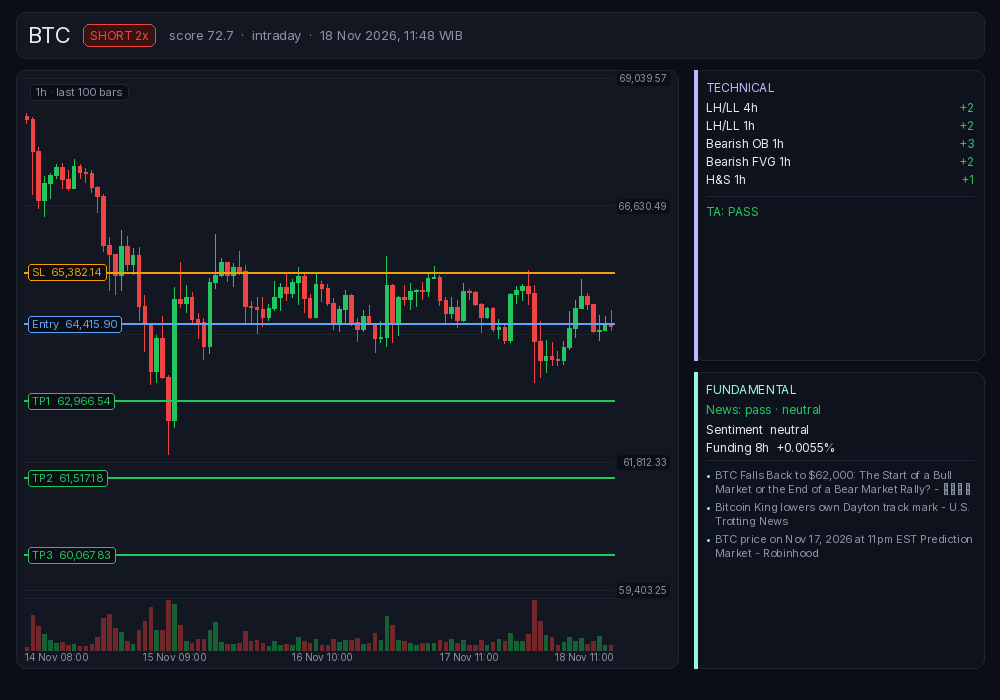 BTC SHORT 2x score 72.7 · intraday · 18 Nov 2026, 11:48 WIB
1h · last 100 bars
69,039.57
66,630.49
SL 65,382.14
Entry 64,415.90
TP1 62,966.54
61,812.33
TP2 61,517.18
TP3 60,067.83
59,403.25
14 Nov 08:00 15 Nov 09:00 16 Nov 10:00 17 Nov 11:00 18 Nov 11:00
TECHNICAL
LH/LL 4h +2
LH/LL 1h +2
Bearish OB 1h +3
Bearish FVG 1h +2
H&S 1h +1
TA: PASS
FUNDAMENTAL
News: pass · neutral
Sentiment neutral
Funding 8h +0.0055%
• BTC Falls Back to $62,000: The Start of a Bull
Market or the End of a Bear Market Rally? -
• Bitcoin King lowers own Dayton track mark - U.S.
Trotting News
• BTC price on Nov 17, 2026 at 11pm EST Prediction
Market - Robinhood